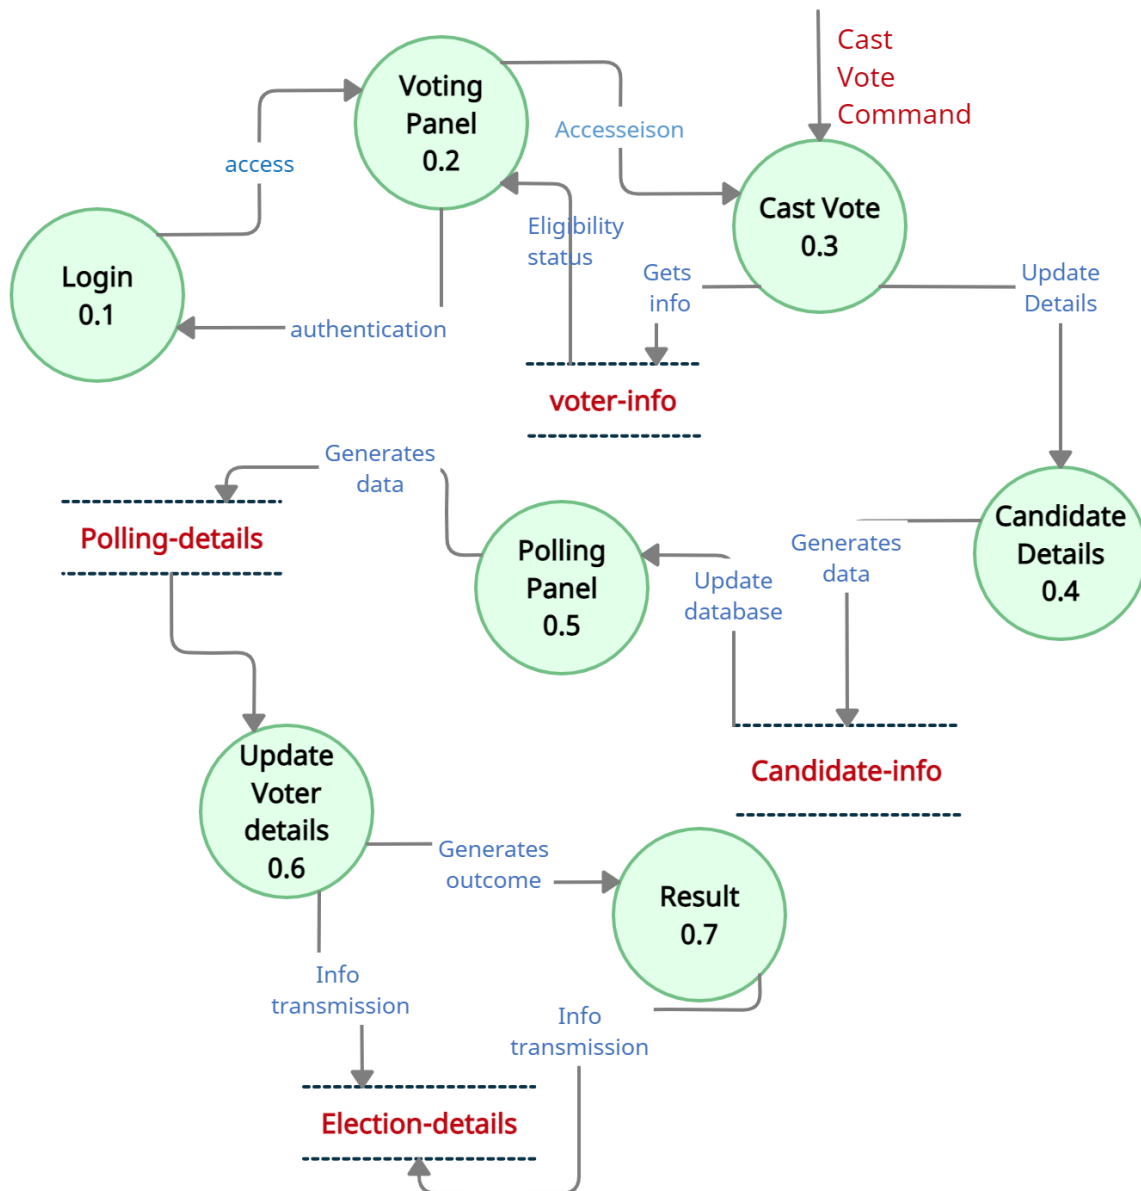 Cast
Vote
Command
Voting
Panel
0.2
Accesseison
access
Cast Vote
0.3
Eligibility
status
Login
0.1
authentication
Gets
info
Update
Details
voter-info
Generates
data
Polling-details
Polling
Panel
0.5
Update
database
Generates
data
Candidate
Details
0.4
Candidate-info
Update
Voter
details
0.6
Generates
outcome
Result
0.7
Info
transmission
Info
transmission
Election-details